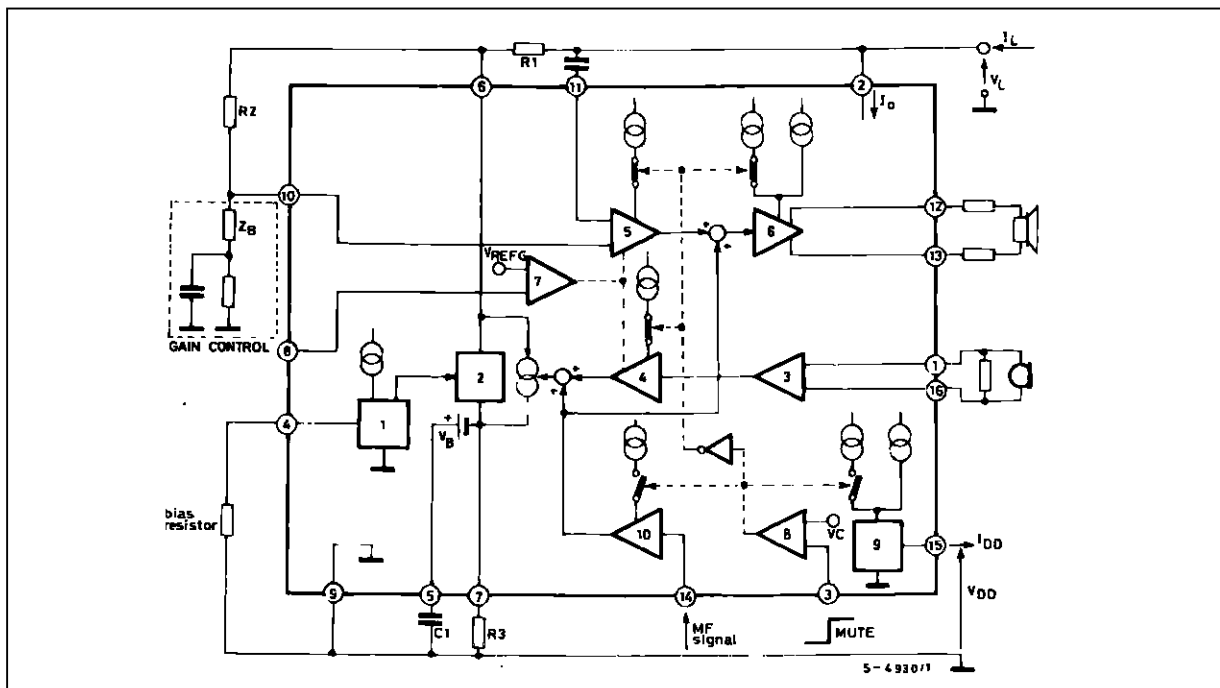 R1
IL
6
11
2
VL
Io
R2
10
ZB
5
6
12
13
VREFG
7
GAIN CONTROL
8
2
4
3
1
16
4
1
+
VB
bias
resistor
10
8
VC
9
15
IDD
VDD
9
5
7
14
3
C1
R3
MF
signal
MUTE
5-4930/1